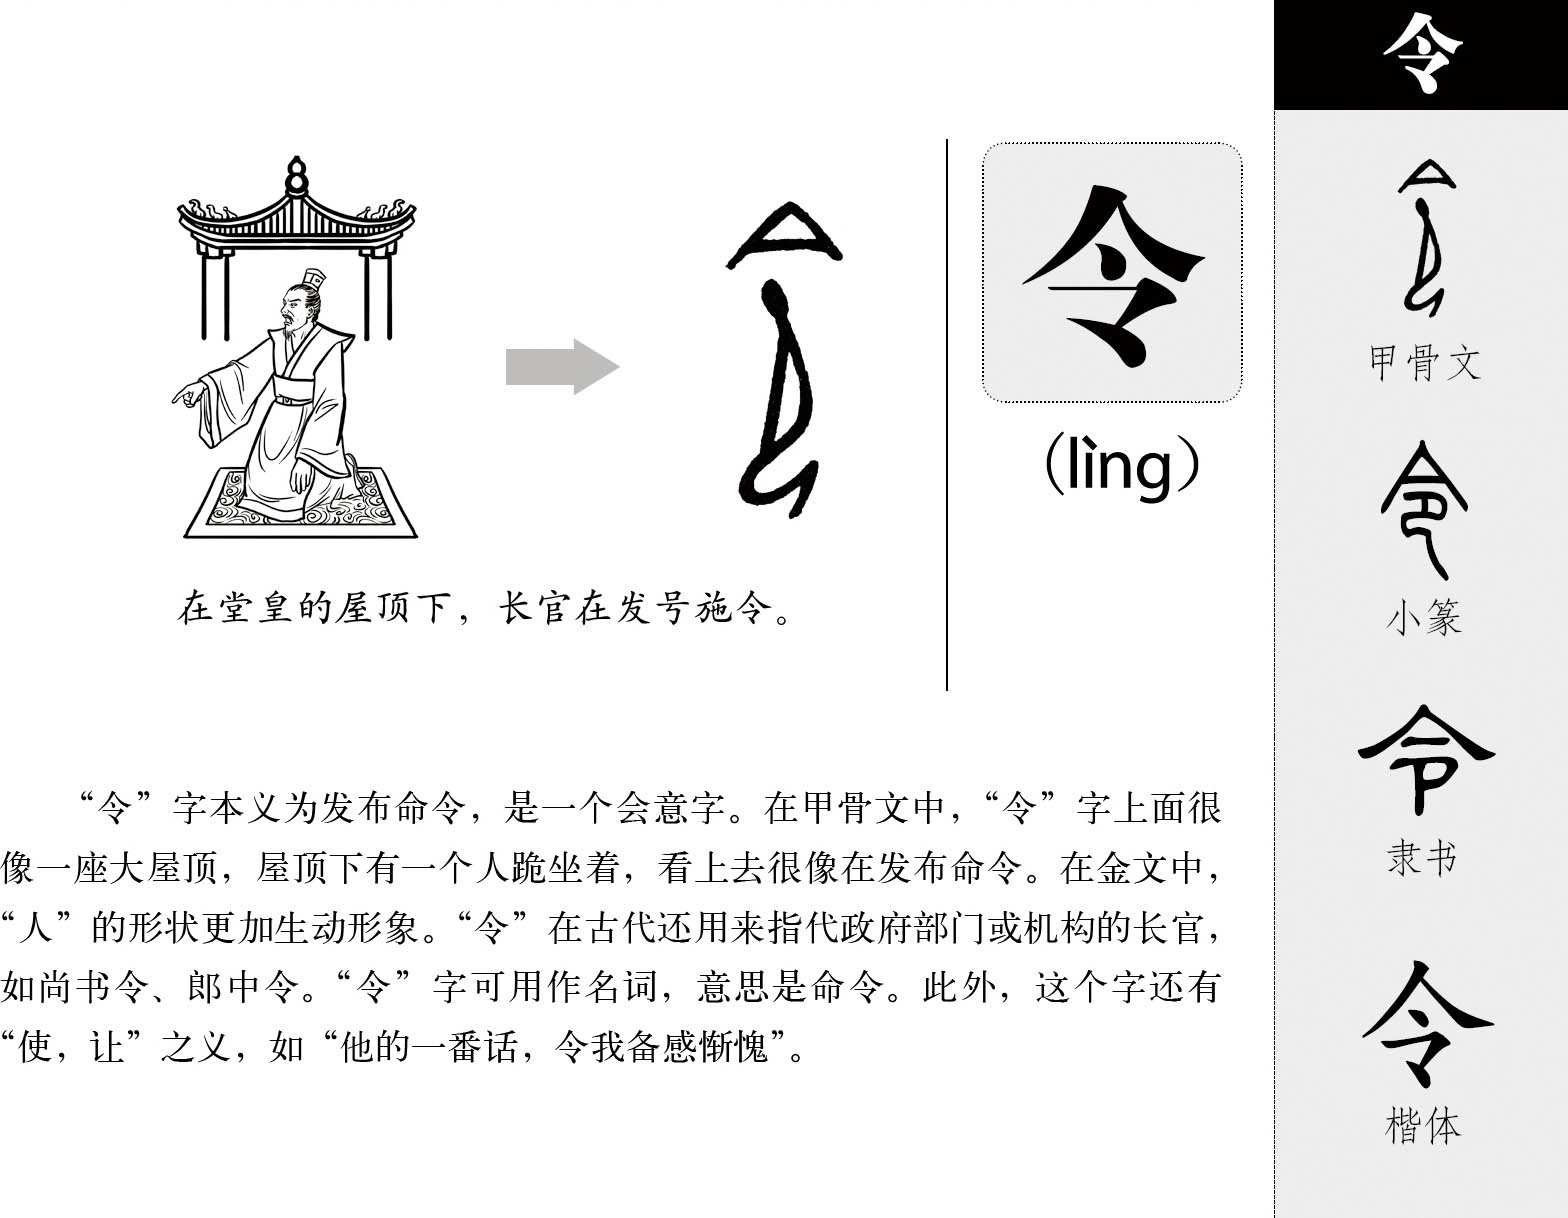 令
(lìng)
在堂皇的屋顶下，长官在发号施令。
“令”字本义为发布命令，是一个会意字。在甲骨文中，“令”字上面很
像一座大屋顶，屋顶下有一个人跪坐着，看上去很像在发布命令。在金文中，
“人”的形状更加生动形象。“令”在古代还用来指代政府部门或机构的长官，
如尚书令、郎中令。“令”字可用作名词，意思是命令。此外，这个字还有
“使，让”之义，如“他的一番话，令我备感惭愧”。
令
甲骨文
令
小篆
令
隶书
令
楷体